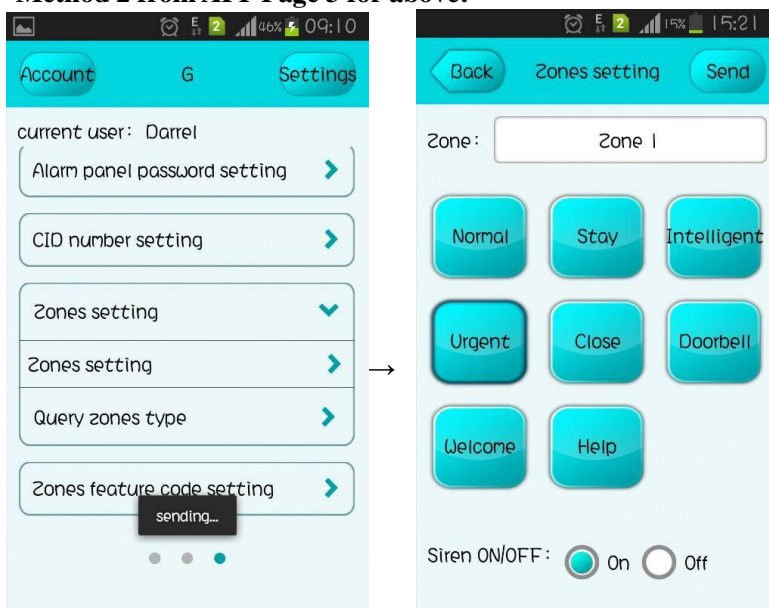 Method 2 from APP Page 3 for above:
46% 09:10
Account G Settings
current user: Darrel
Alarm panel password setting
CID number setting
Zones setting
Zones setting
Query zones type
Zones feature code setting
sending...
→
15% 15:21
Back Zones setting Send
Zone: Zone 1
Normal Stay Intelligent
Urgent Close Doorbell
Welcome Help
Siren ON/OFF: On Off